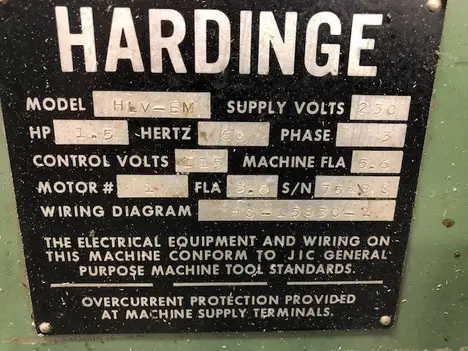 HARDINGE
MODEL HLV-EM SUPPLY VOLTS 230
HP 1.5 HERTZ 60 PHASE 3
CONTROL VOLTS 115 MACHINE FLA 5.6
MOTOR # 1 FLA S/N
WIRING DIAGRAM
THE ELECTRICAL EQUIPMENT AND WIRING ON
THIS MACHINE CONFORM TO JIC GENERAL
PURPOSE MACHINE TOOL STANDARDS.
OVERCURRENT PROTECTION PROVIDED
AT MACHINE SUPPLY TERMINALS.